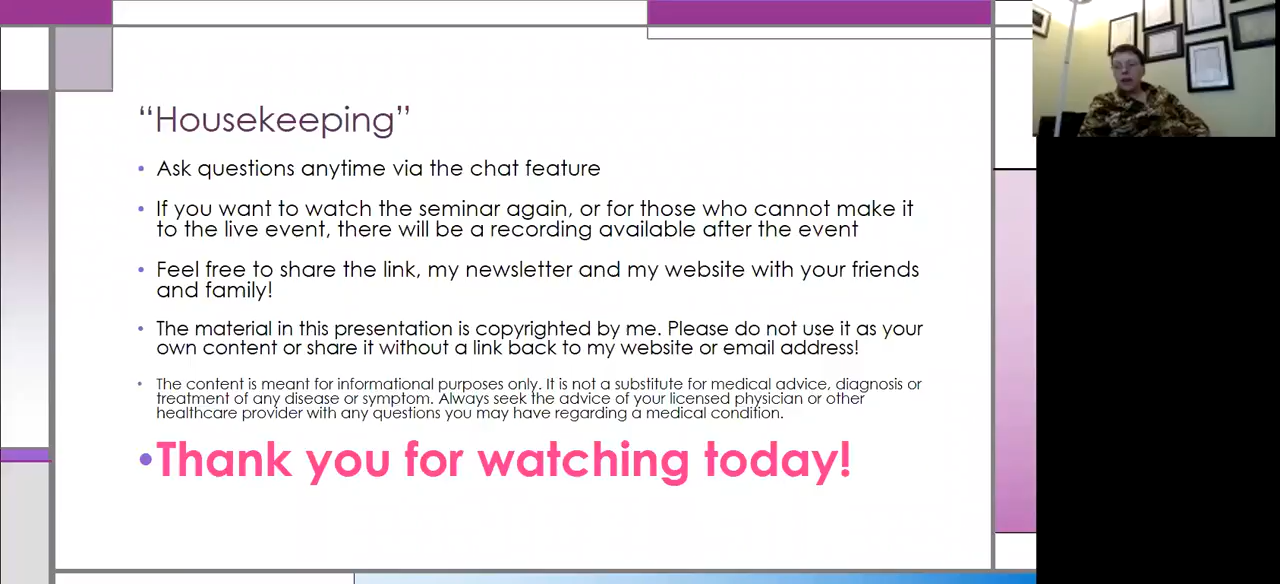 “Housekeeping”
• Ask questions anytime via the chat feature
• If you want to watch the seminar again, or for those who cannot make it
to the live event, there will be a recording available after the event
• Feel free to share the link, my newsletter and my website with your friends
and family!
• The material in this presentation is copyrighted by me. Please do not use it as your
own content or share it without a link back to my website or email address!
• The content is meant for informational purposes only. It is not a substitute for medical advice, diagnosis or
treatment of any disease or symptom. Always seek the advice of your licensed physician or other
healthcare provider with any questions you may have regarding a medical condition.
• Thank you for watching today!